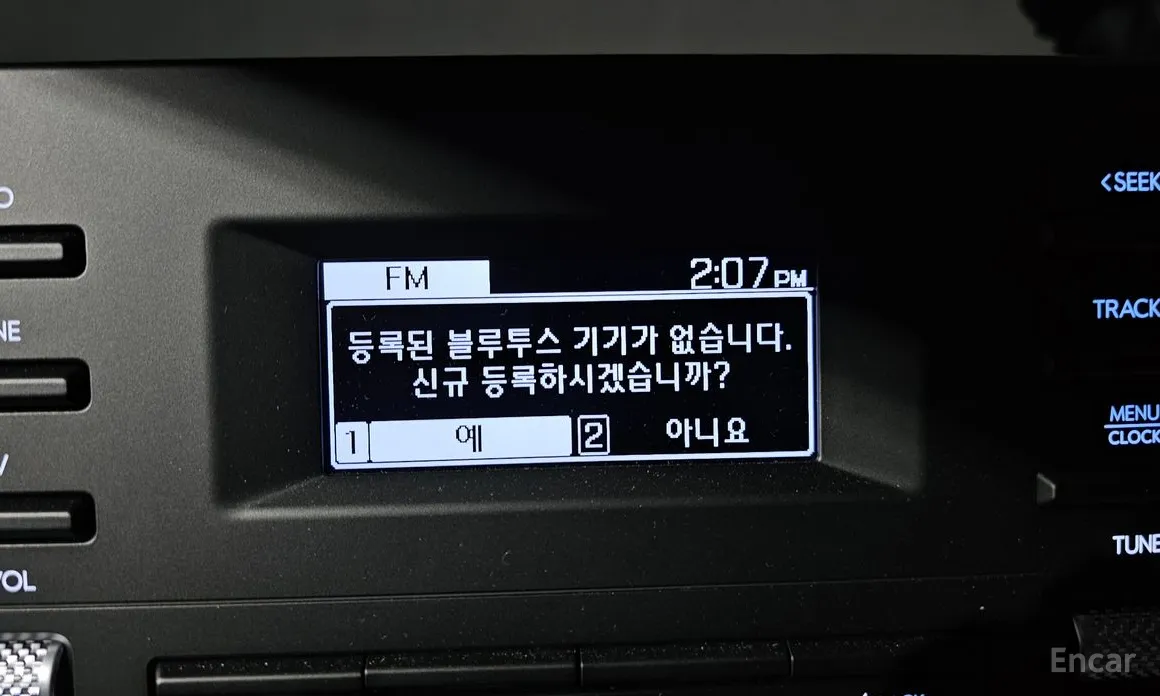 FM 2:07 PM
등록된 블루투스 기기가 없습니다.
신규 등록하시겠습니까?
1 예 2 아니요
<SEEK
TRACK
MENU
CLOCK
TUNE
VOL
Encar